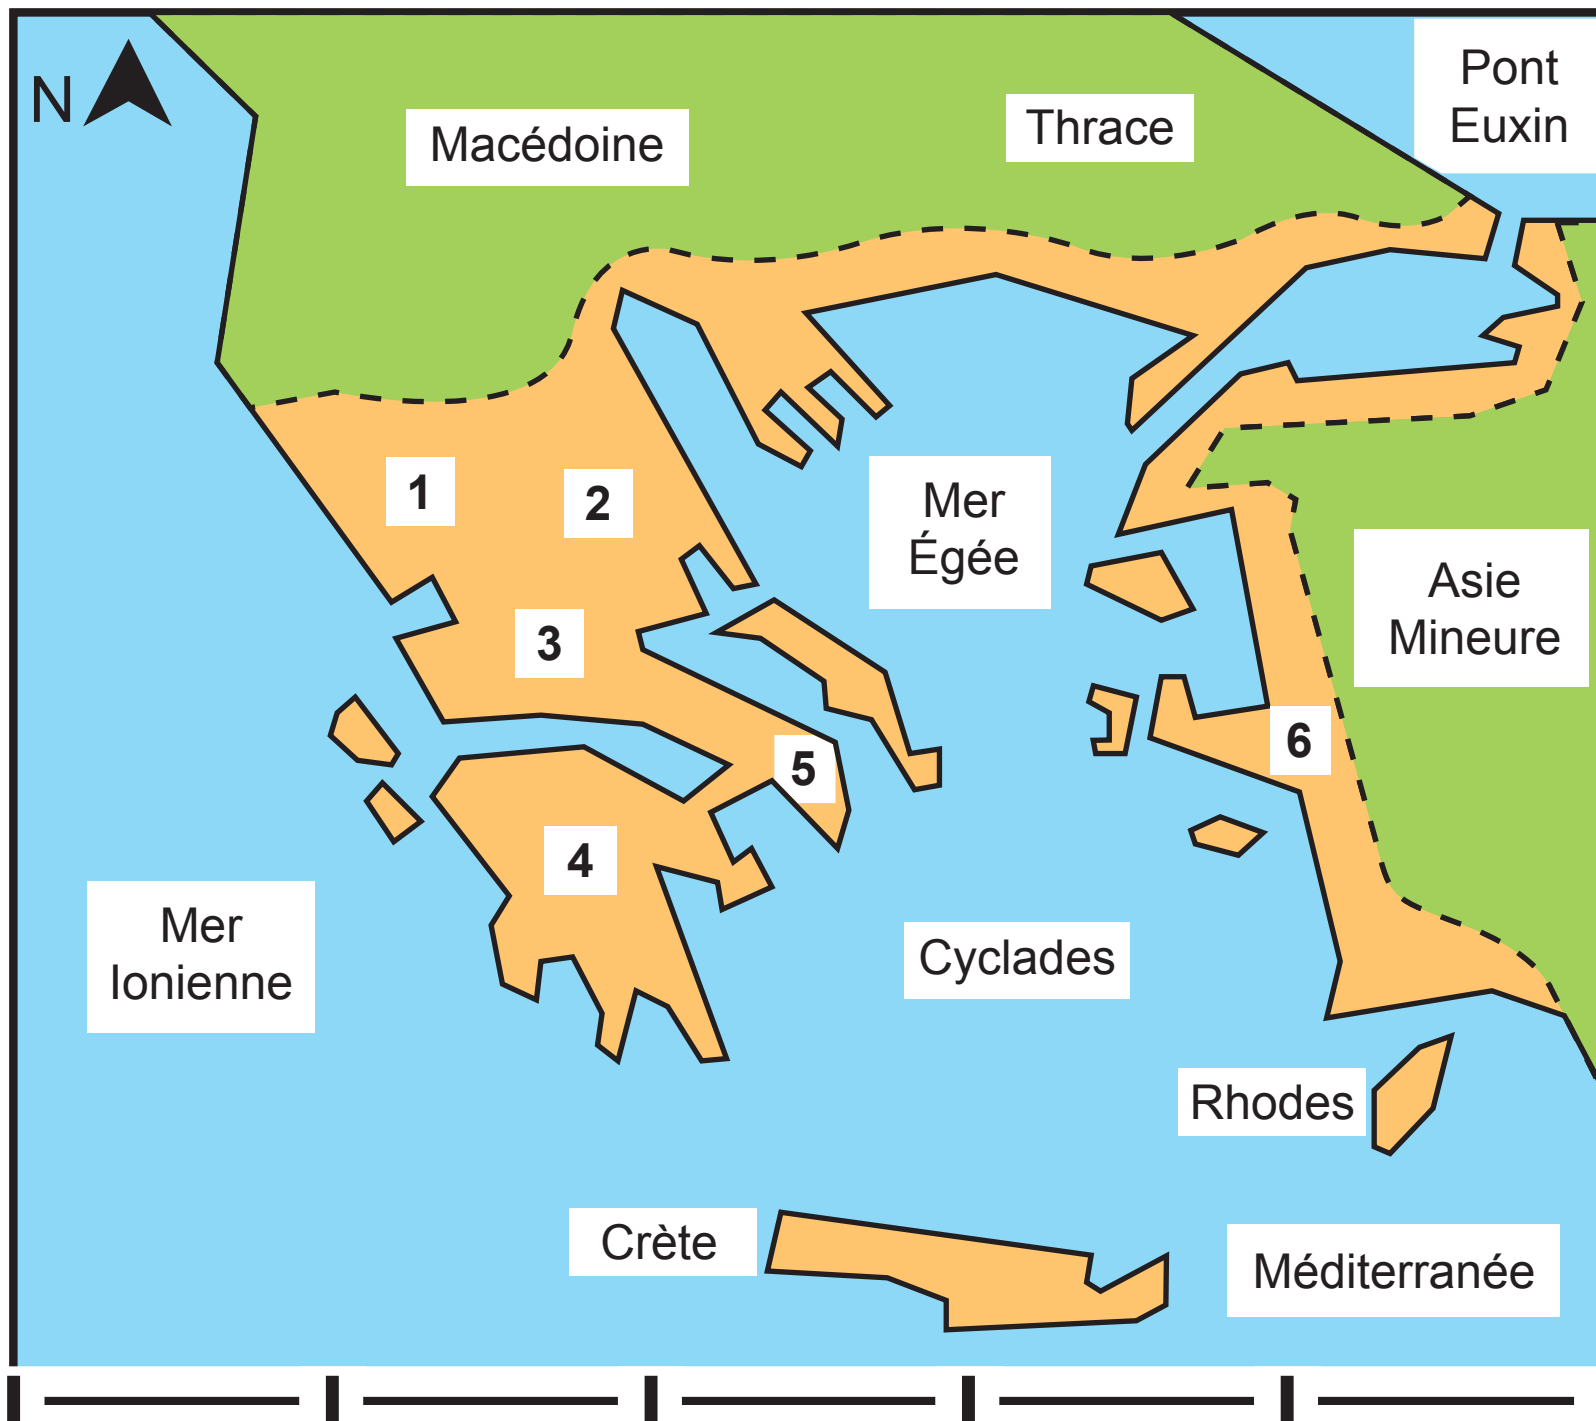 N
Macédoine
Thrace
Pont
Euxin
1
2
Mer
Égée
Asie
Mineure
3
5
6
4
Mer
Ionienne
Cyclades
Rhodes
Crète
Méditerranée